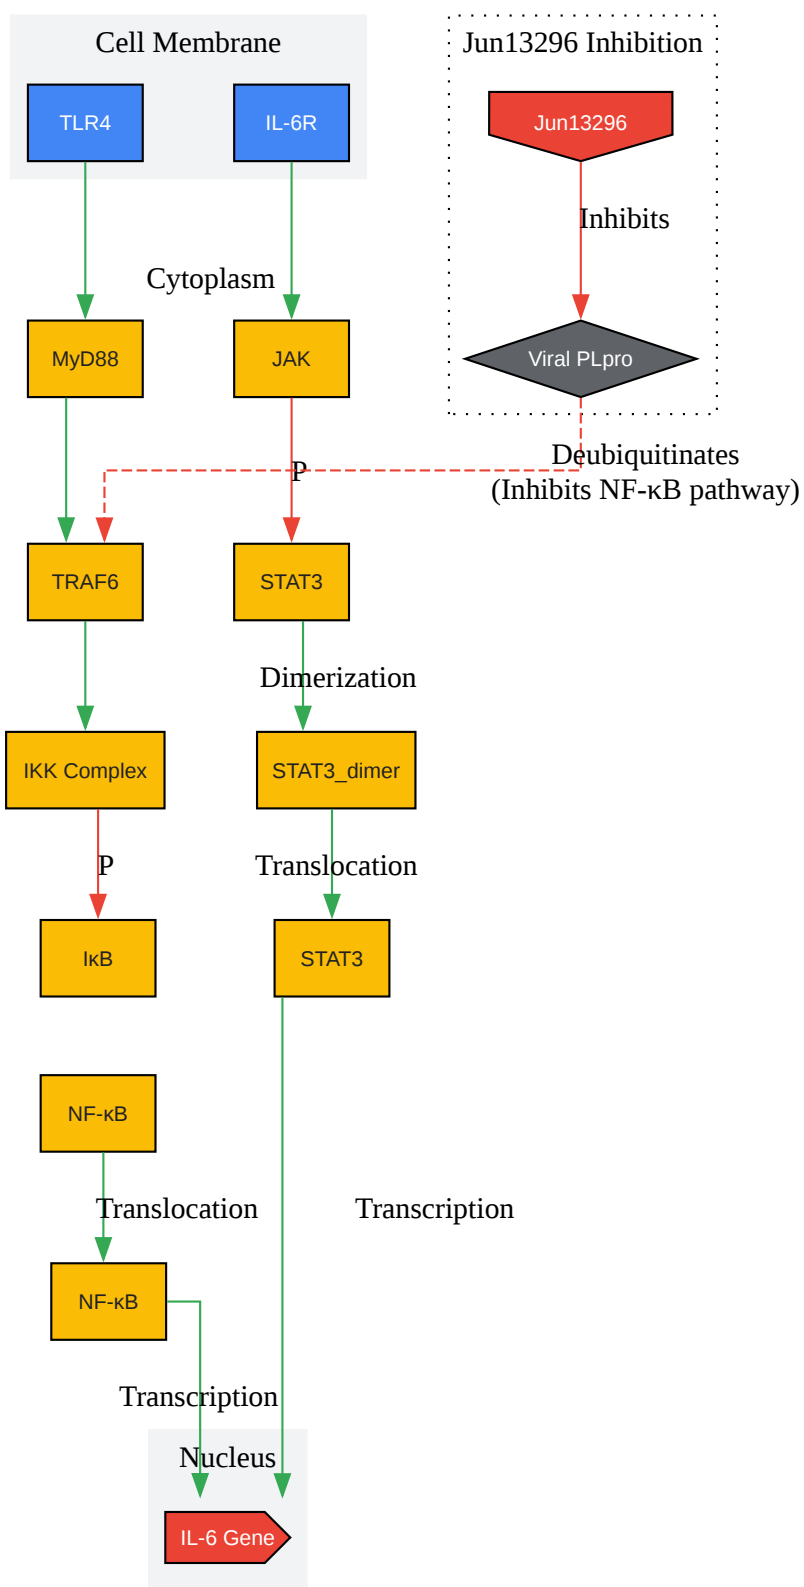 Cell Membrane
Jun13296 Inhibition
TLR4
IL-6R
Jun13296
Inhibits
Cytoplasm
MyD88
JAK
Viral PLpro
P
Deubiquitinates
(Inhibits NF-κB pathway)
TRAF6
STAT3
Dimerization
IKK Complex
STAT3_dimer
P
Translocation
IκB
STAT3
NF-κB
Translocation
Transcription
NF-κB
Transcription
Nucleus
IL-6 Gene